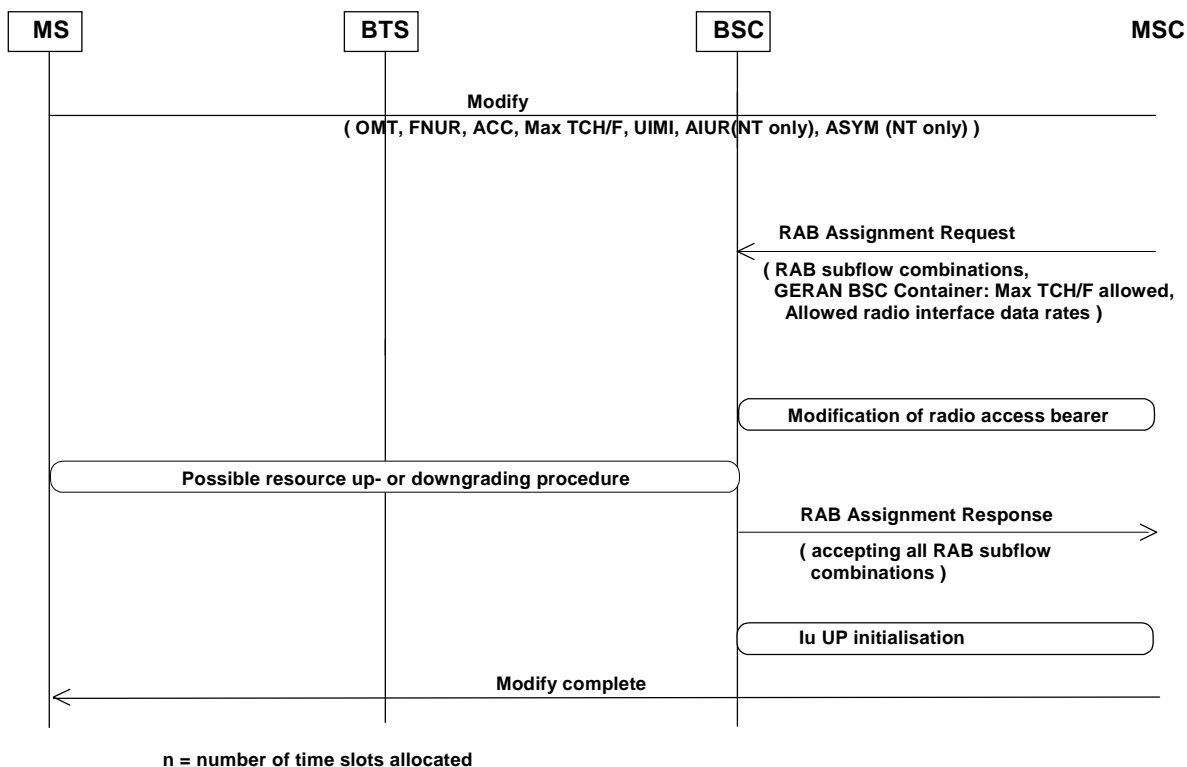 MS BTS BSC MSC
Modify
( OMT, FNUR, ACC, Max TCH/F, UIMI, AIUR(NT only), ASYM (NT only) )
RAB Assignment Request
( RAB subflow combinations,
GERAN BSC Container: Max TCH/F allowed,
Allowed radio interface data rates )
Modification of radio access bearer
Possible resource up- or downgrading procedure
RAB Assignment Response
( accepting all RAB subflow
combinations )
Iu UP initialisation
Modify complete
n = number of time slots allocated